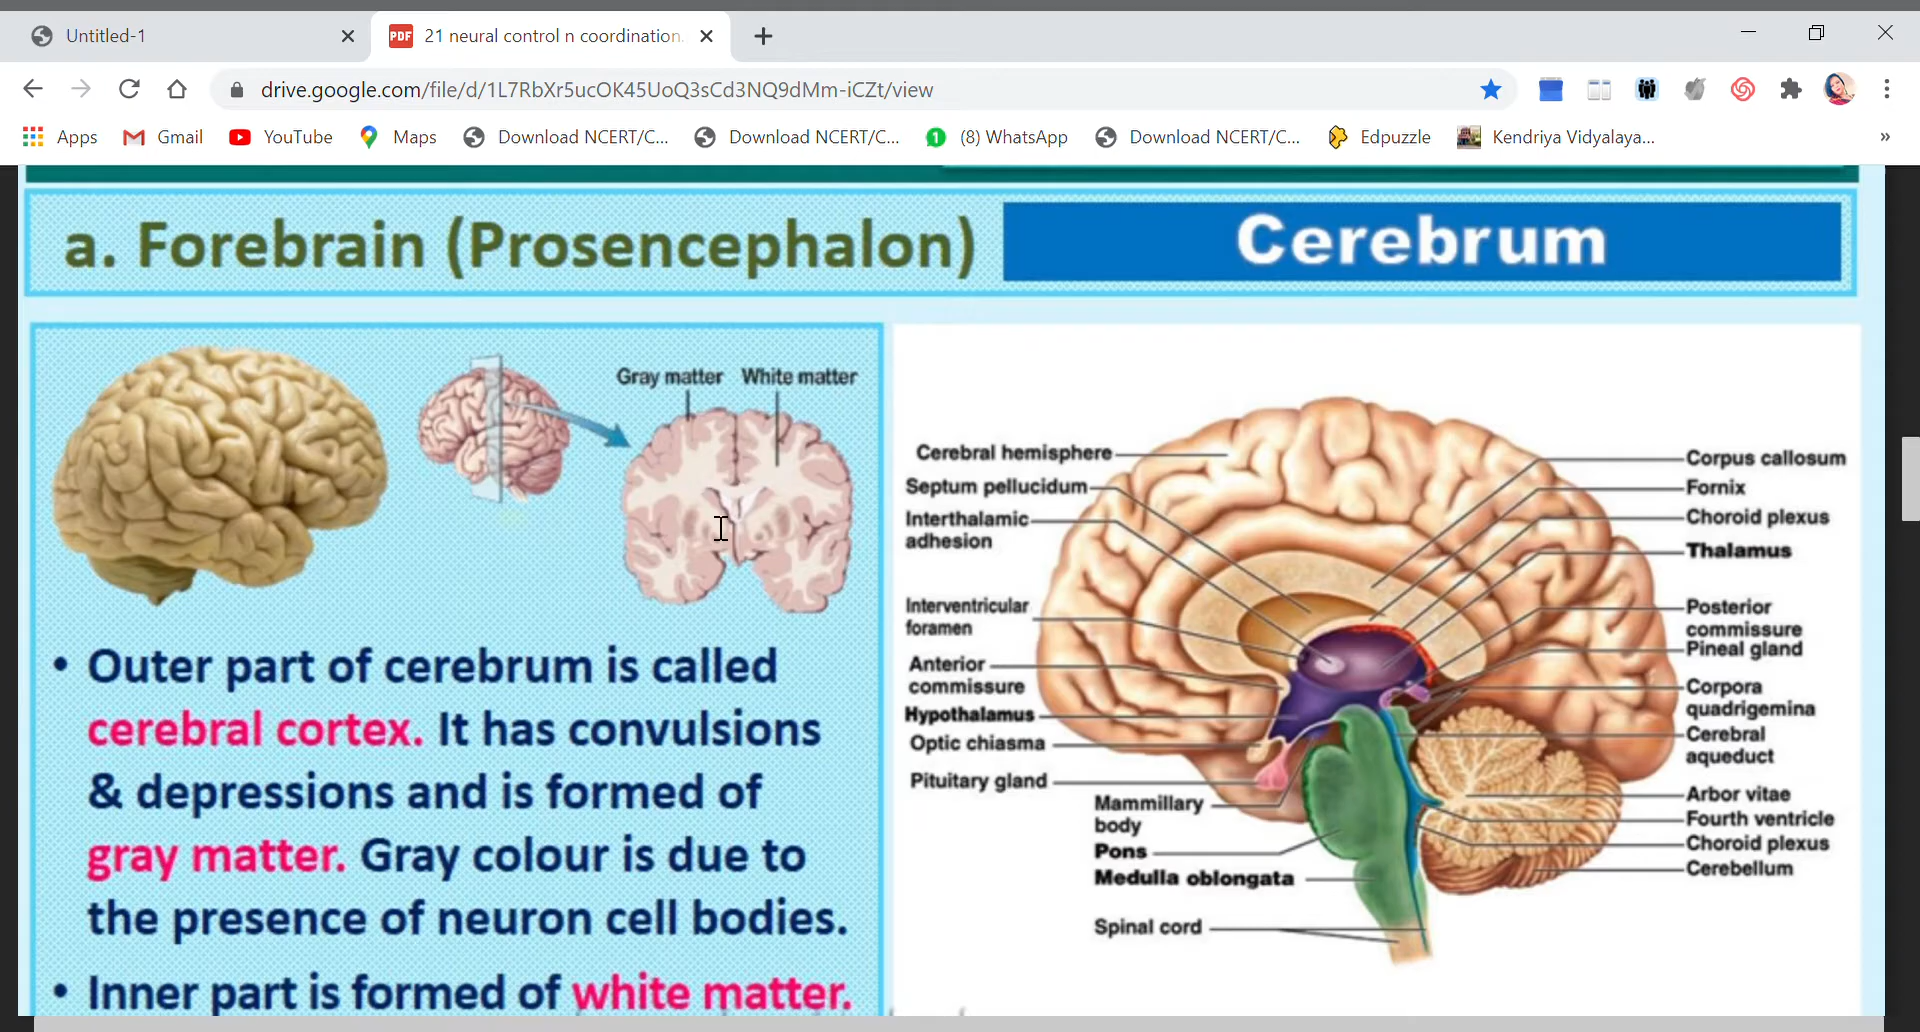 Untitled-1
PDF 21 neural control n coordination.
drive.google.com/file/d/1L7RbXr5ucOK45UoQ3sCd3NQ9dMm-iCZt/view
Apps Gmail YouTube Maps Download NCERT/C... Download NCERT/C... 1 (8) WhatsApp Download NCERT/C... Edpuzzle Kendriya Vidyalaya... »
a. Forebrain (Prosencephalon)
Cerebrum
Gray matter White matter
• Outer part of cerebrum is called
cerebral cortex. It has convulsions
& depressions and is formed of
gray matter. Gray colour is due to
the presence of neuron cell bodies.
• Inner part is formed of white matter.
Cerebral hemisphere
Septum pellucidum
Interthalamic
adhesion
Interventricular
foramen
Anterior
commissure
Hypothalamus
Optic chiasma
Pituitary gland
Mammillary
body
Pons
Medulla oblongata
Spinal cord
Corpus callosum
Fornix
Choroid plexus
Thalamus
Posterior
commissure
Pineal gland
Corpora
quadrigemina
Cerebral
aqueduct
Arbor vitae
Fourth ventricle
Choroid plexus
Cerebellum